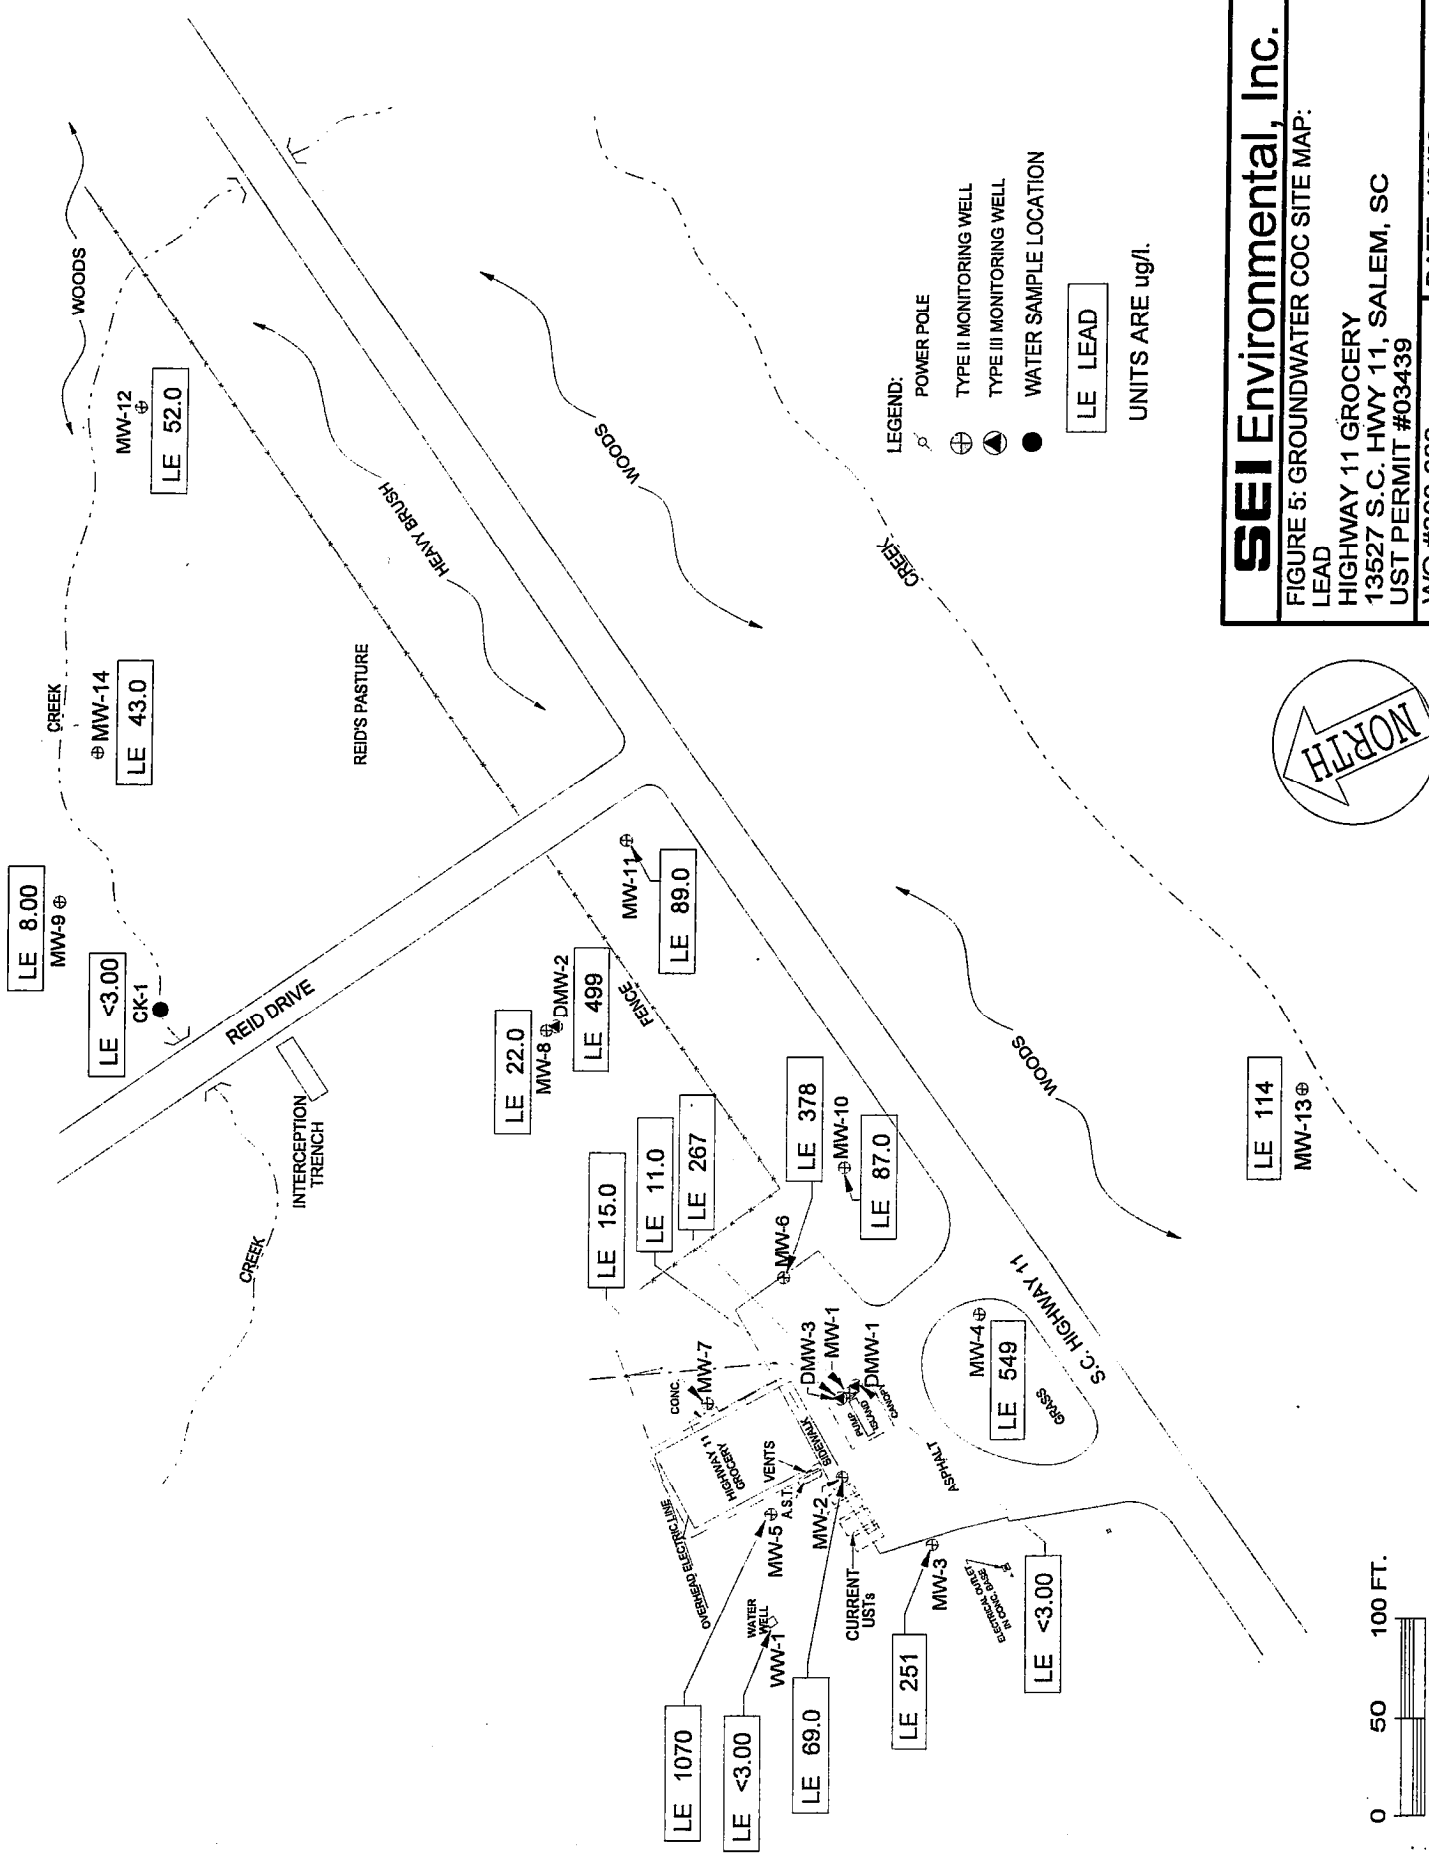 WOODS
MW-12
LE 52.0
CREEK
MW-14
LE 43.0
LE 8.00
MW-9
LE <3.00
CK-1
REID DRIVE
INTERCEPTION
TRENCH
CREEK
HEAVY BRUSH
REID'S PASTURE
WOODS
CREEK
MW-11
LE 89.0
FENCE
LE 22.0
MW-8
DMW-2
LE 499
LE 15.0
LE 11.0
LE 267
LE 378
MW-6
MW-10
LE 87.0
WOODS
LE 114
MW-13
CONC.
MW-7
HIGHWAY 11
GROCERY
OVERHEAD ELECTRIC LINE
VENTS
A.S.T.
SIDEWALK
DMW-3
MW-1
DMW-1
PUMP
ISLAND
CANOPY
MW-5
MW-2
WATER
WELL
WW-1
CURRENT
USTs
ASPHALT
MW-4
LE 549
GRASS
S.C. HIGHWAY 11
MW-3
ELECTRICAL OUTLET
IN CONC. BASE
LE 1070
LE <3.00
LE 69.0
LE 251
LE <3.00
LEGEND:
POWER POLE
TYPE II MONITORING WELL
TYPE III MONITORING WELL
WATER SAMPLE LOCATION
LE LEAD
UNITS ARE ug/l.
NORTH
0 50 100 FT.
SEI Environmental, Inc.
FIGURE 5: GROUNDWATER COC SITE MAP:
LEAD
HIGHWAY 11 GROCERY
13527 S.C. HWY 11, SALEM, SC
UST PERMIT #03439